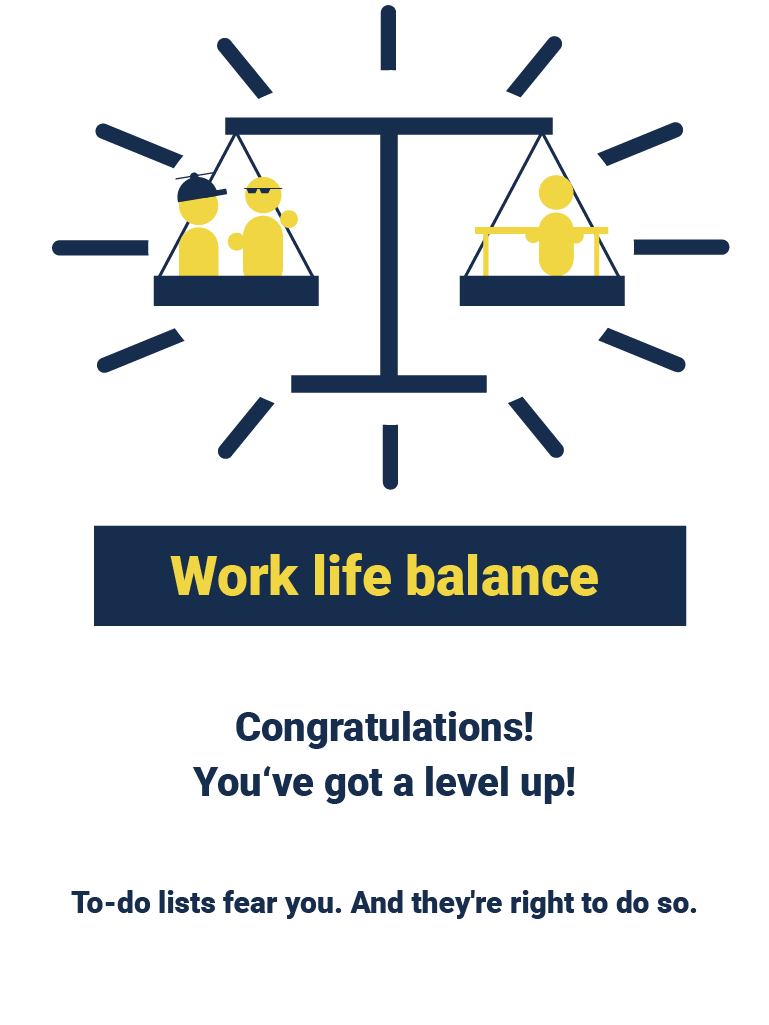 Work life balance
Congratulations!
You‘ve got a level up!
To-do lists fear you. And they're right to do so.